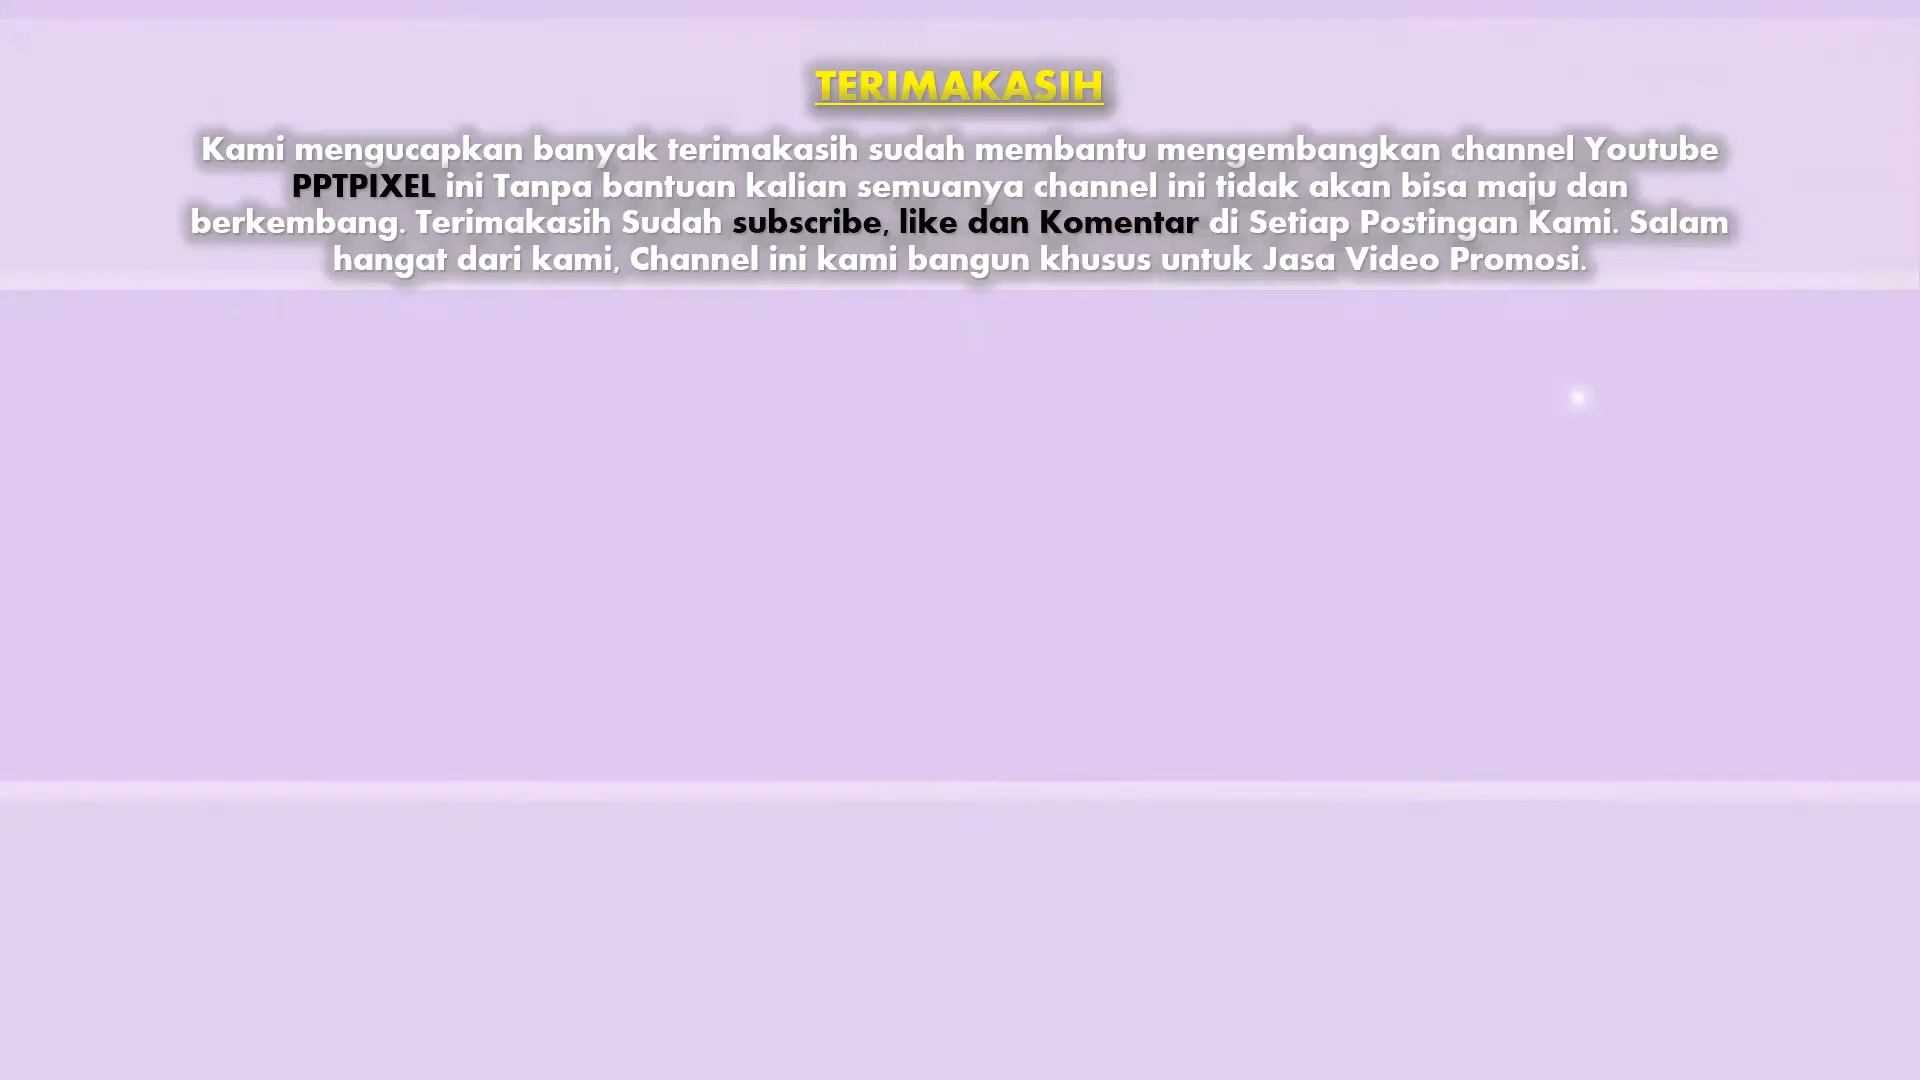 TERIMAKASIH
Kami mengucapkan banyak terimakasih sudah membantu mengembangkan channel Youtube
PPTPIXEL ini Tanpa bantuan kalian semuanya channel ini tidak akan bisa maju dan
berkembang. Terimakasih Sudah subscribe, like dan Komentar di Setiap Postingan Kami. Salam
hangat dari kami, Channel ini kami bangun khusus untuk Jasa Video Promosi.